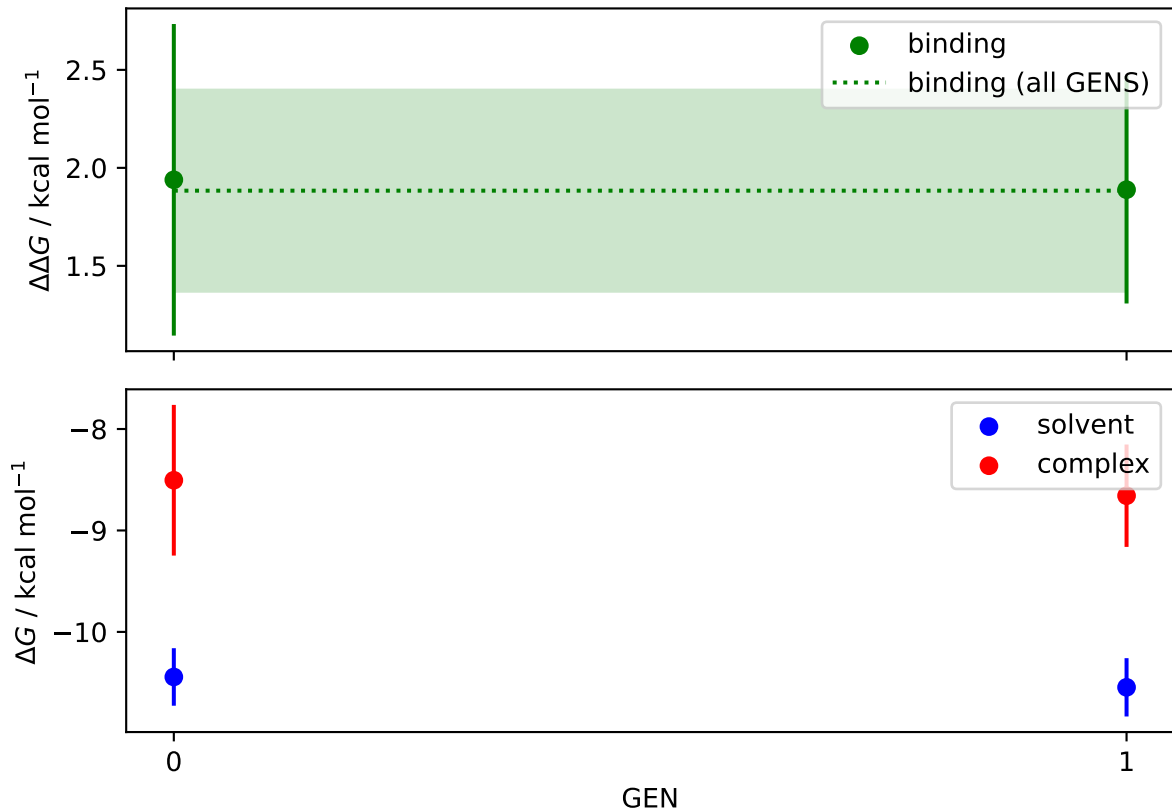 2.5
2.0
1.5
ΔΔG / kcal mol⁻¹
binding
binding (all GENS)
−8
−9
−10
ΔG / kcal mol⁻¹
solvent
complex
0
1
GEN